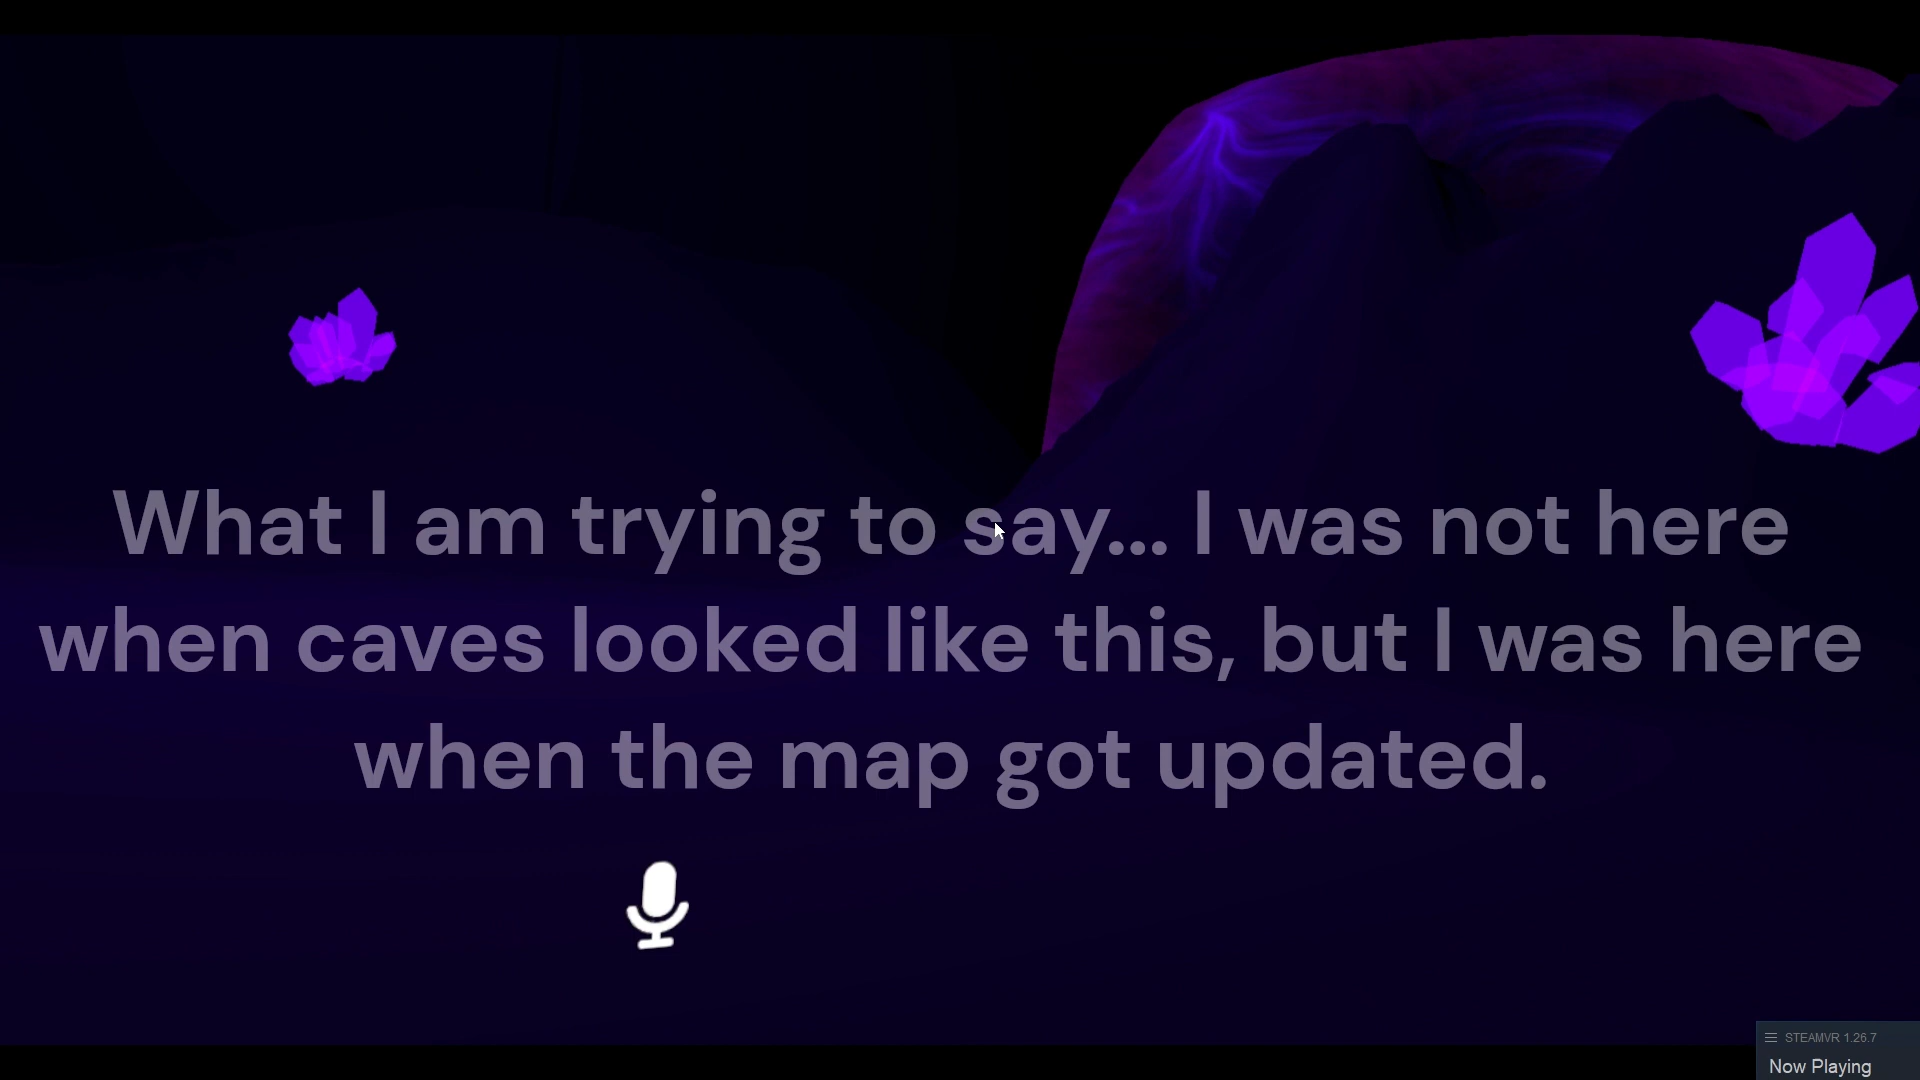 What I am trying to say... I was not here
when caves looked like this, but I was here
when the map got updated.
STEAMVR 1.26.7
Now Playing